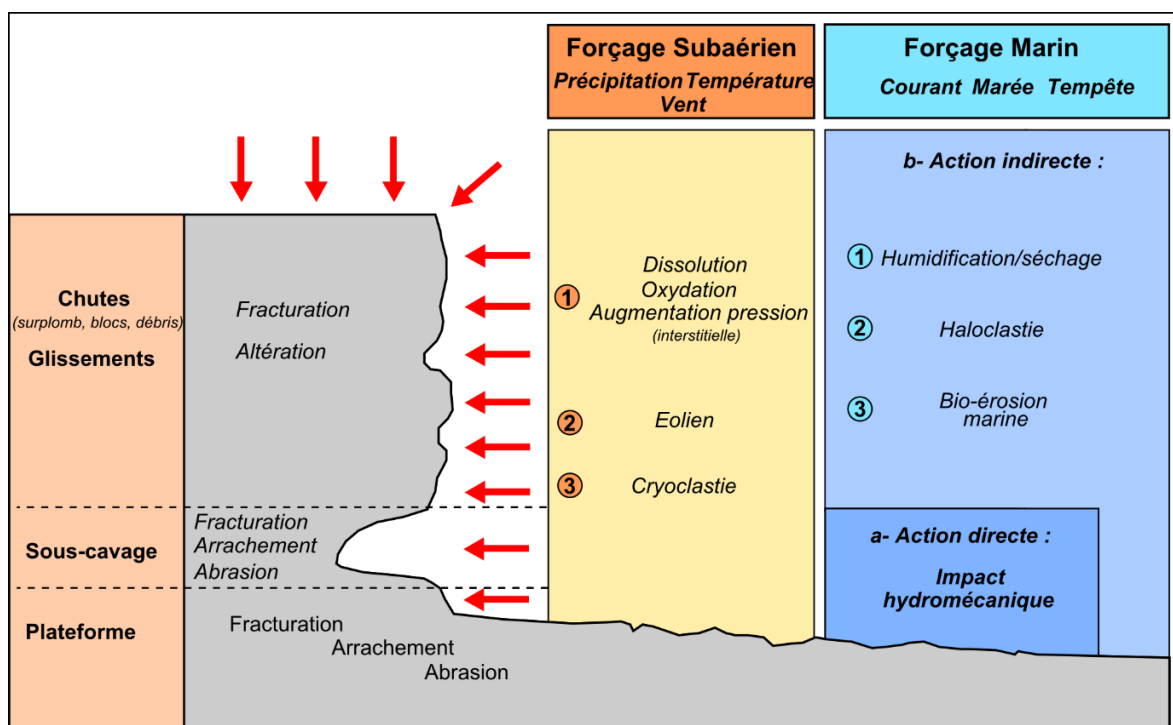 Forçage Subaérien
Précipitation Température
Vent
Forçage Marin
Courant Marée Tempête
Chutes
(surplomb, blocs, débris)
Glissements
Fracturation
Altération
1
Dissolution
Oxydation
Augmentation pression
(interstitielle)
2
Eolien
3
Cryoclastie
b- Action indirecte :
1 Humidification/séchage
2 Haloclastie
3 Bio-érosion
marine
Sous-cavage
Fracturation
Arrachement
Abrasion
a- Action directe :
Impact
hydromécanique
Plateforme
Fracturation
Arrachement
Abrasion